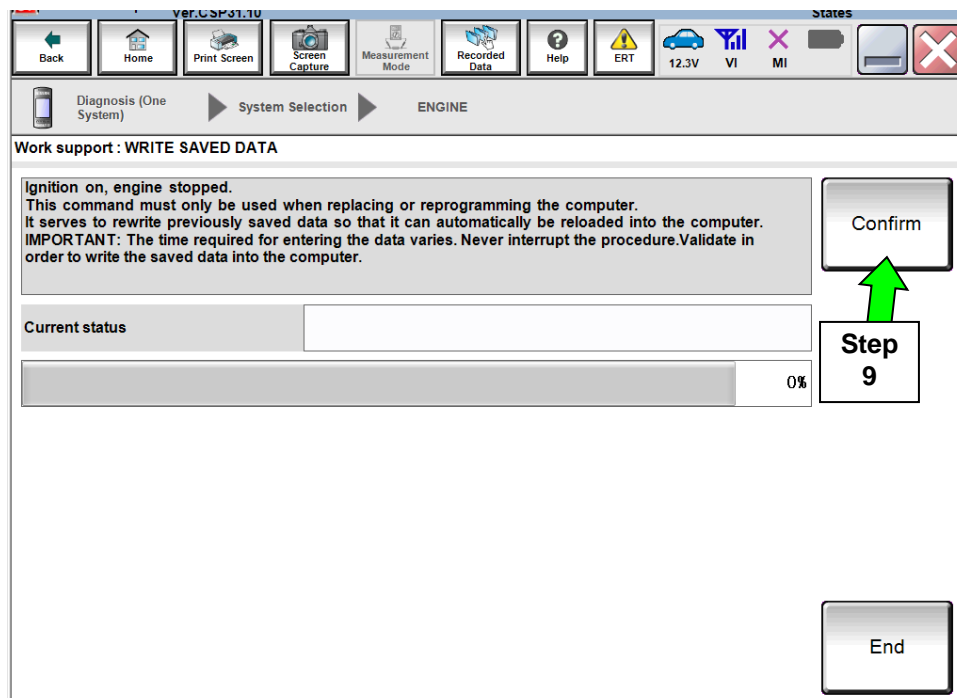 Ver.CSP31.10
States
Back
Home
Print Screen
Screen
Capture
Measurement
Mode
Recorded
Data
Help
ERT
12.3V
VI
MI
Diagnosis (One
System)
System Selection
ENGINE
Work support : WRITE SAVED DATA
Ignition on, engine stopped.
This command must only be used when replacing or reprogramming the computer.
It serves to rewrite previously saved data so that it can automatically be reloaded into the computer.
IMPORTANT: The time required for entering the data varies. Never interrupt the procedure.Validate in
order to write the saved data into the computer.
Confirm
Current status
Step
9
0%
End